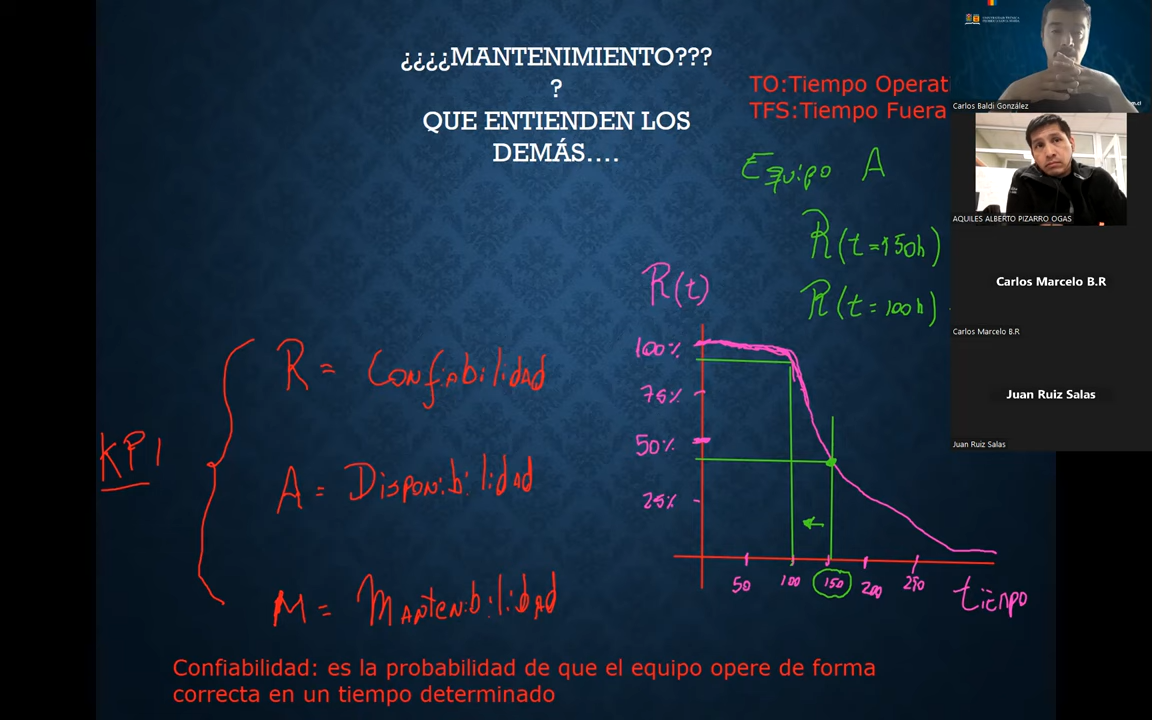 ¿¿¿¿MANTENIMIENTO???
?
QUE ENTIENDEN LOS
DEMÁS....
TO:Tiempo Operat
TFS:Tiempo Fuera
Equipo A
R(t=150h)
R(t=100h)
R(t)
100%
75%
50%
25%
50 100 150 200 250
tiempo
KPI
R = Confiabilidad
A = Disponibilidad
M = Mantenibilidad
Confiabilidad: es la probabilidad de que el equipo opere de forma
correcta en un tiempo determinado
Carlos Baldi González
AQUILES ALBERTO PIZARRO OGAS
Carlos Marcelo B.R
Carlos Marcelo B.R
Juan Ruiz Salas
Juan Ruiz Salas